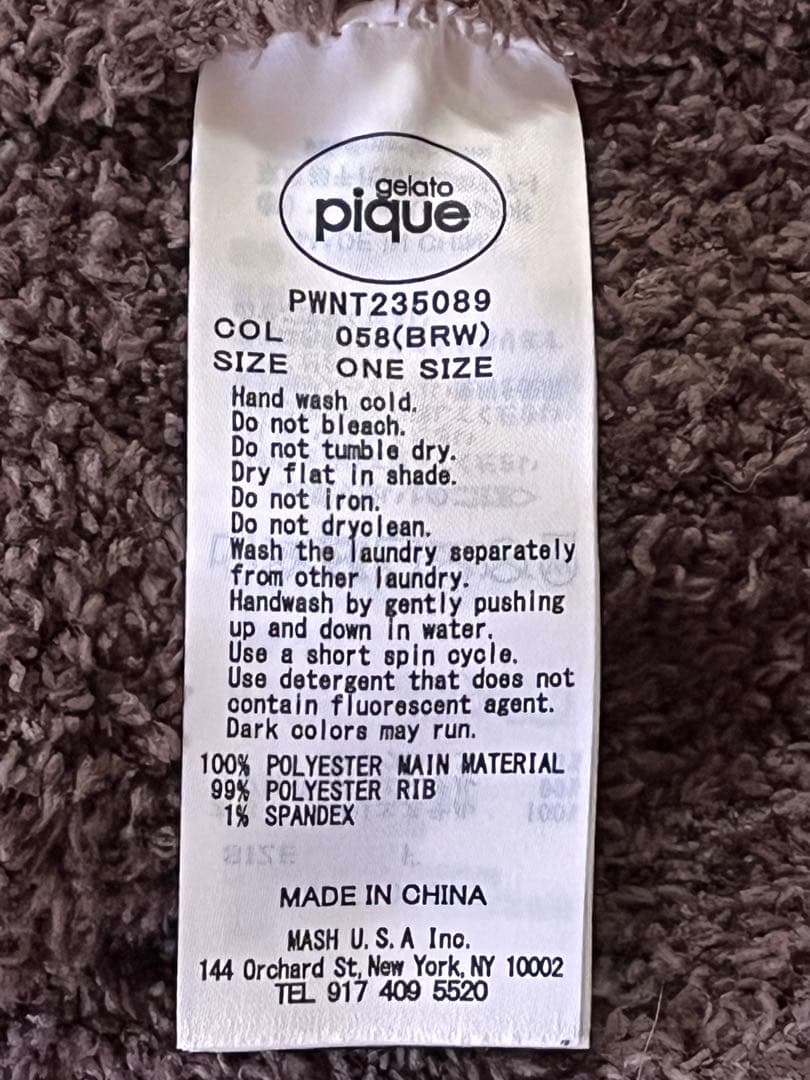 gelato
pique
PWNT235089
COL 058(BRW)
SIZE ONE SIZE
Hand wash cold.
Do not bleach.
Do not tumble dry.
Dry flat in shade.
Do not iron.
Do not dryclean.
Wash the laundry separately
from other laundry.
Handwash by gently pushing
up and down in water.
Use a short spin cycle.
Use detergent that does not
contain fluorescent agent.
Dark colors may run.
100% POLYESTER MAIN MATERIAL
99% POLYESTER RIB
1% SPANDEX
MADE IN CHINA
MASH U.S.A Inc.
144 Orchard St, New York, NY 10002
TEL 917 409 5520